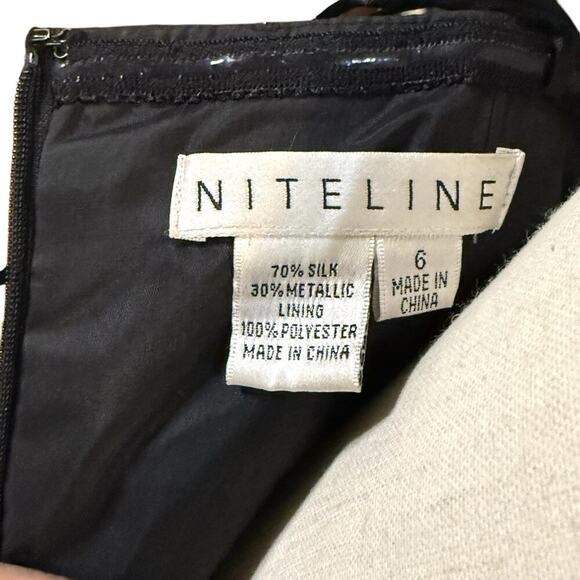 NITELINE
70% SILK
30% METALLIC
LINING
100% POLYESTER
MADE IN CHINA
6
MADE IN
CHINA